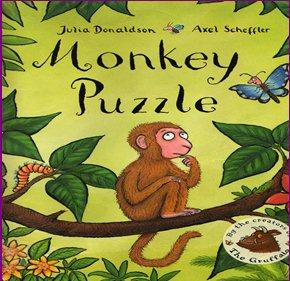 Julia Donaldson Axel Scheffler
Monkey
Puzzle
By the creators
The Gruffalo